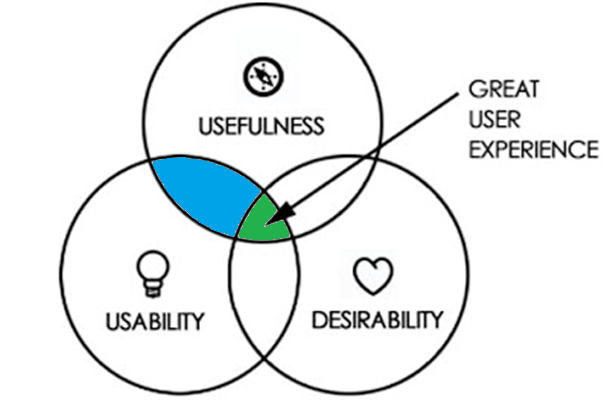 USEFULNESS
GREAT
USER
EXPERIENCE
USABILITY
DESIRABILITY